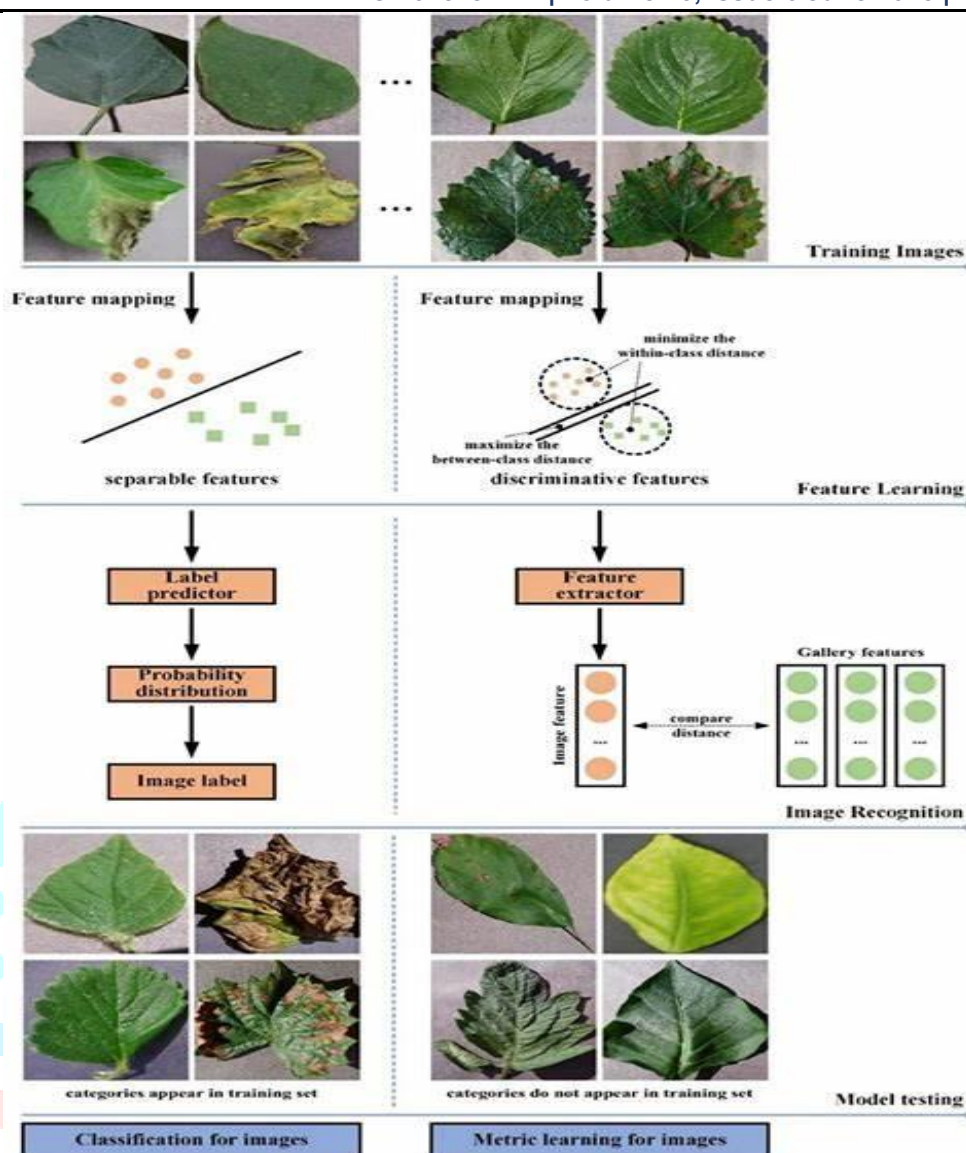 ...
...
Training Images
Feature mapping
Feature mapping
minimize the
within-class distance
maximize the
between-class distance
separable features
discriminative features
Feature Learning
Label
predictor
Feature
extractor
Probability
distribution
Gallery features
Image feature
compare
distance
...
...
...
...
Image label
Image Recognition
categories appear in training set
categories do not appear in training set
Model testing
Classification for images
Metric learning for images